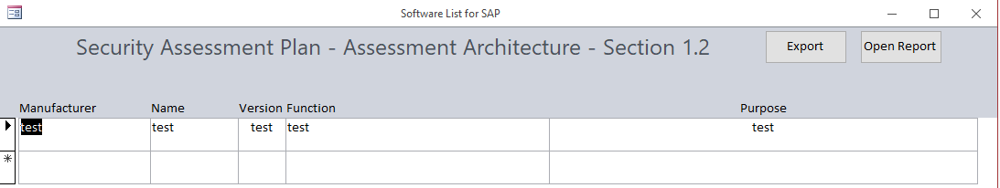 Software List for SAP
Security Assessment Plan - Assessment Architecture - Section 1.2
Export
Open Report
Manufacturer Name Version Function Purpose
test test test test test